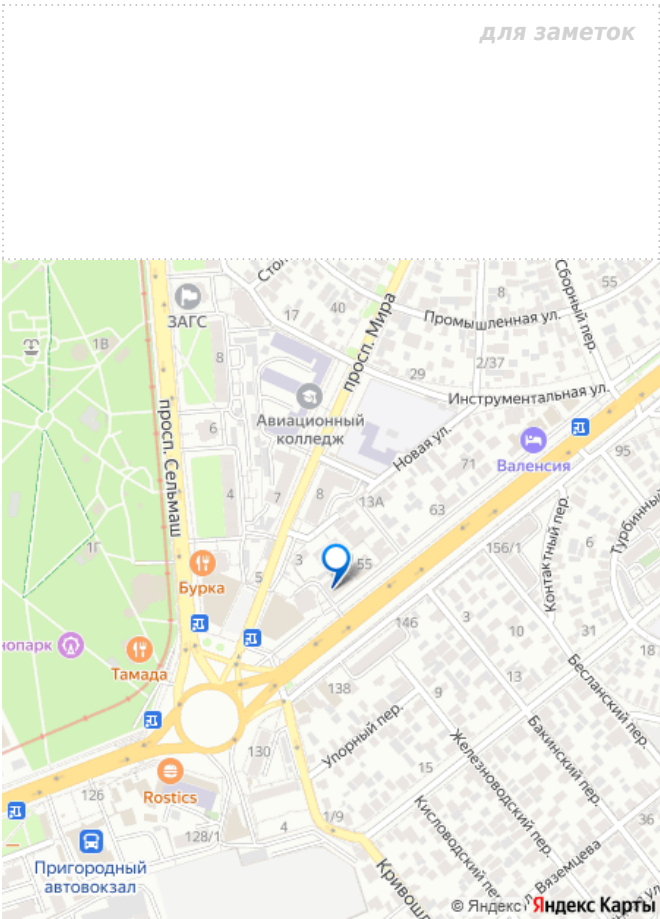 для заметок
Стол
Сборный пер.
55
8
ЗАГС
17
40
просп. Мира
Промышленная ул.
1В
8
2/37
29
Инструментальная ул.
просп. Сельмаш
Авиационный
колледж
6
Новая ул.
Валенсия
71
95
4
7
8
13А
63
Турбинный
1Г
3
55
156/1
Контактный пер.
6
Бурка
5
146
3
10
31
18
нопарк
Тамада
138
9
13
Бесланский пер.
Упорный пер.
Бакинский пер.
130
Железноводский пер.
15
Rostics
126
1/9
4
128/1
Кисловодский пер.
36
Пригородный
автовокзал
Кривош
Вяземцева
© Яндекс
Яндекс Карты